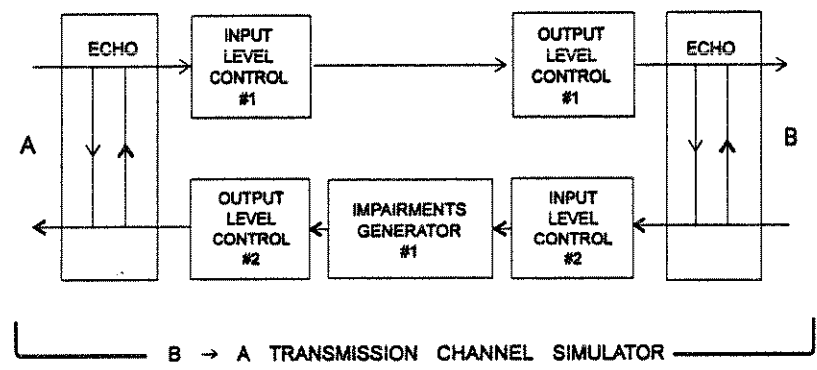 ECHO
INPUT
LEVEL
CONTROL
#1
OUTPUT
LEVEL
CONTROL
#1
ECHO
A
B
OUTPUT
LEVEL
CONTROL
#2
IMPAIRMENTS
GENERATOR
#1
INPUT
LEVEL
CONTROL
#2
B → A TRANSMISSION CHANNEL SIMULATOR